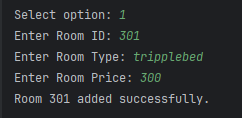 Select option: 1
Enter Room ID: 301
Enter Room Type: tripplebed
Enter Room Price: 300
Room 301 added successfully.